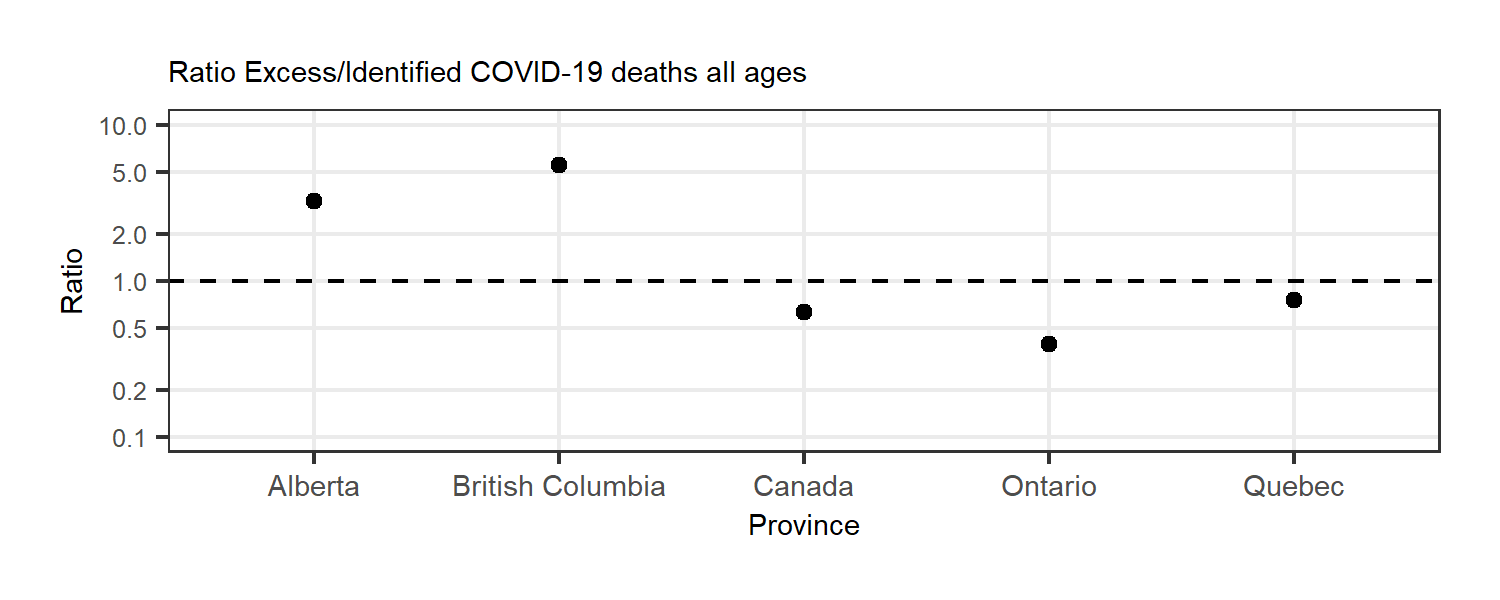 Ratio Excess/Identified COVID-19 deaths all ages
10.0
5.0
2.0
1.0
0.5
0.2
0.1
Ratio
Alberta British Columbia Canada Ontario Quebec
Province